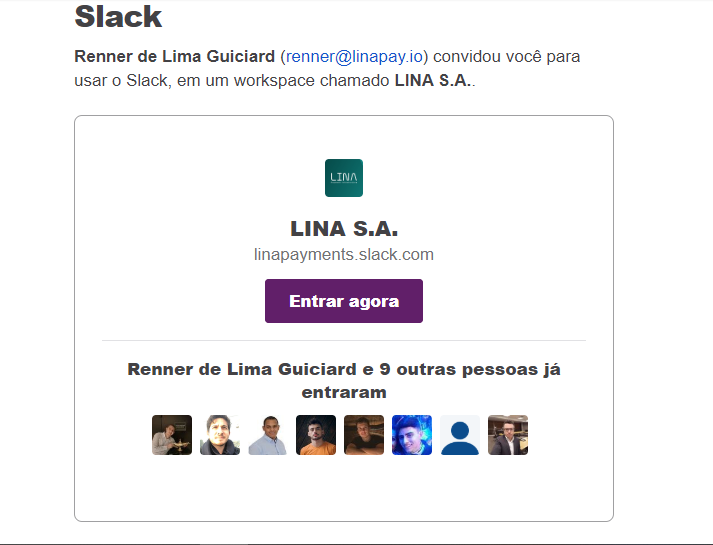 Slack
Renner de Lima Guiciard (renner@linapay.io) convidou você para
usar o Slack, em um workspace chamado LINA S.A..
LINA
LINA S.A.
linapayments.slack.com
Entrar agora
Renner de Lima Guiciard e 9 outras pessoas já
entraram